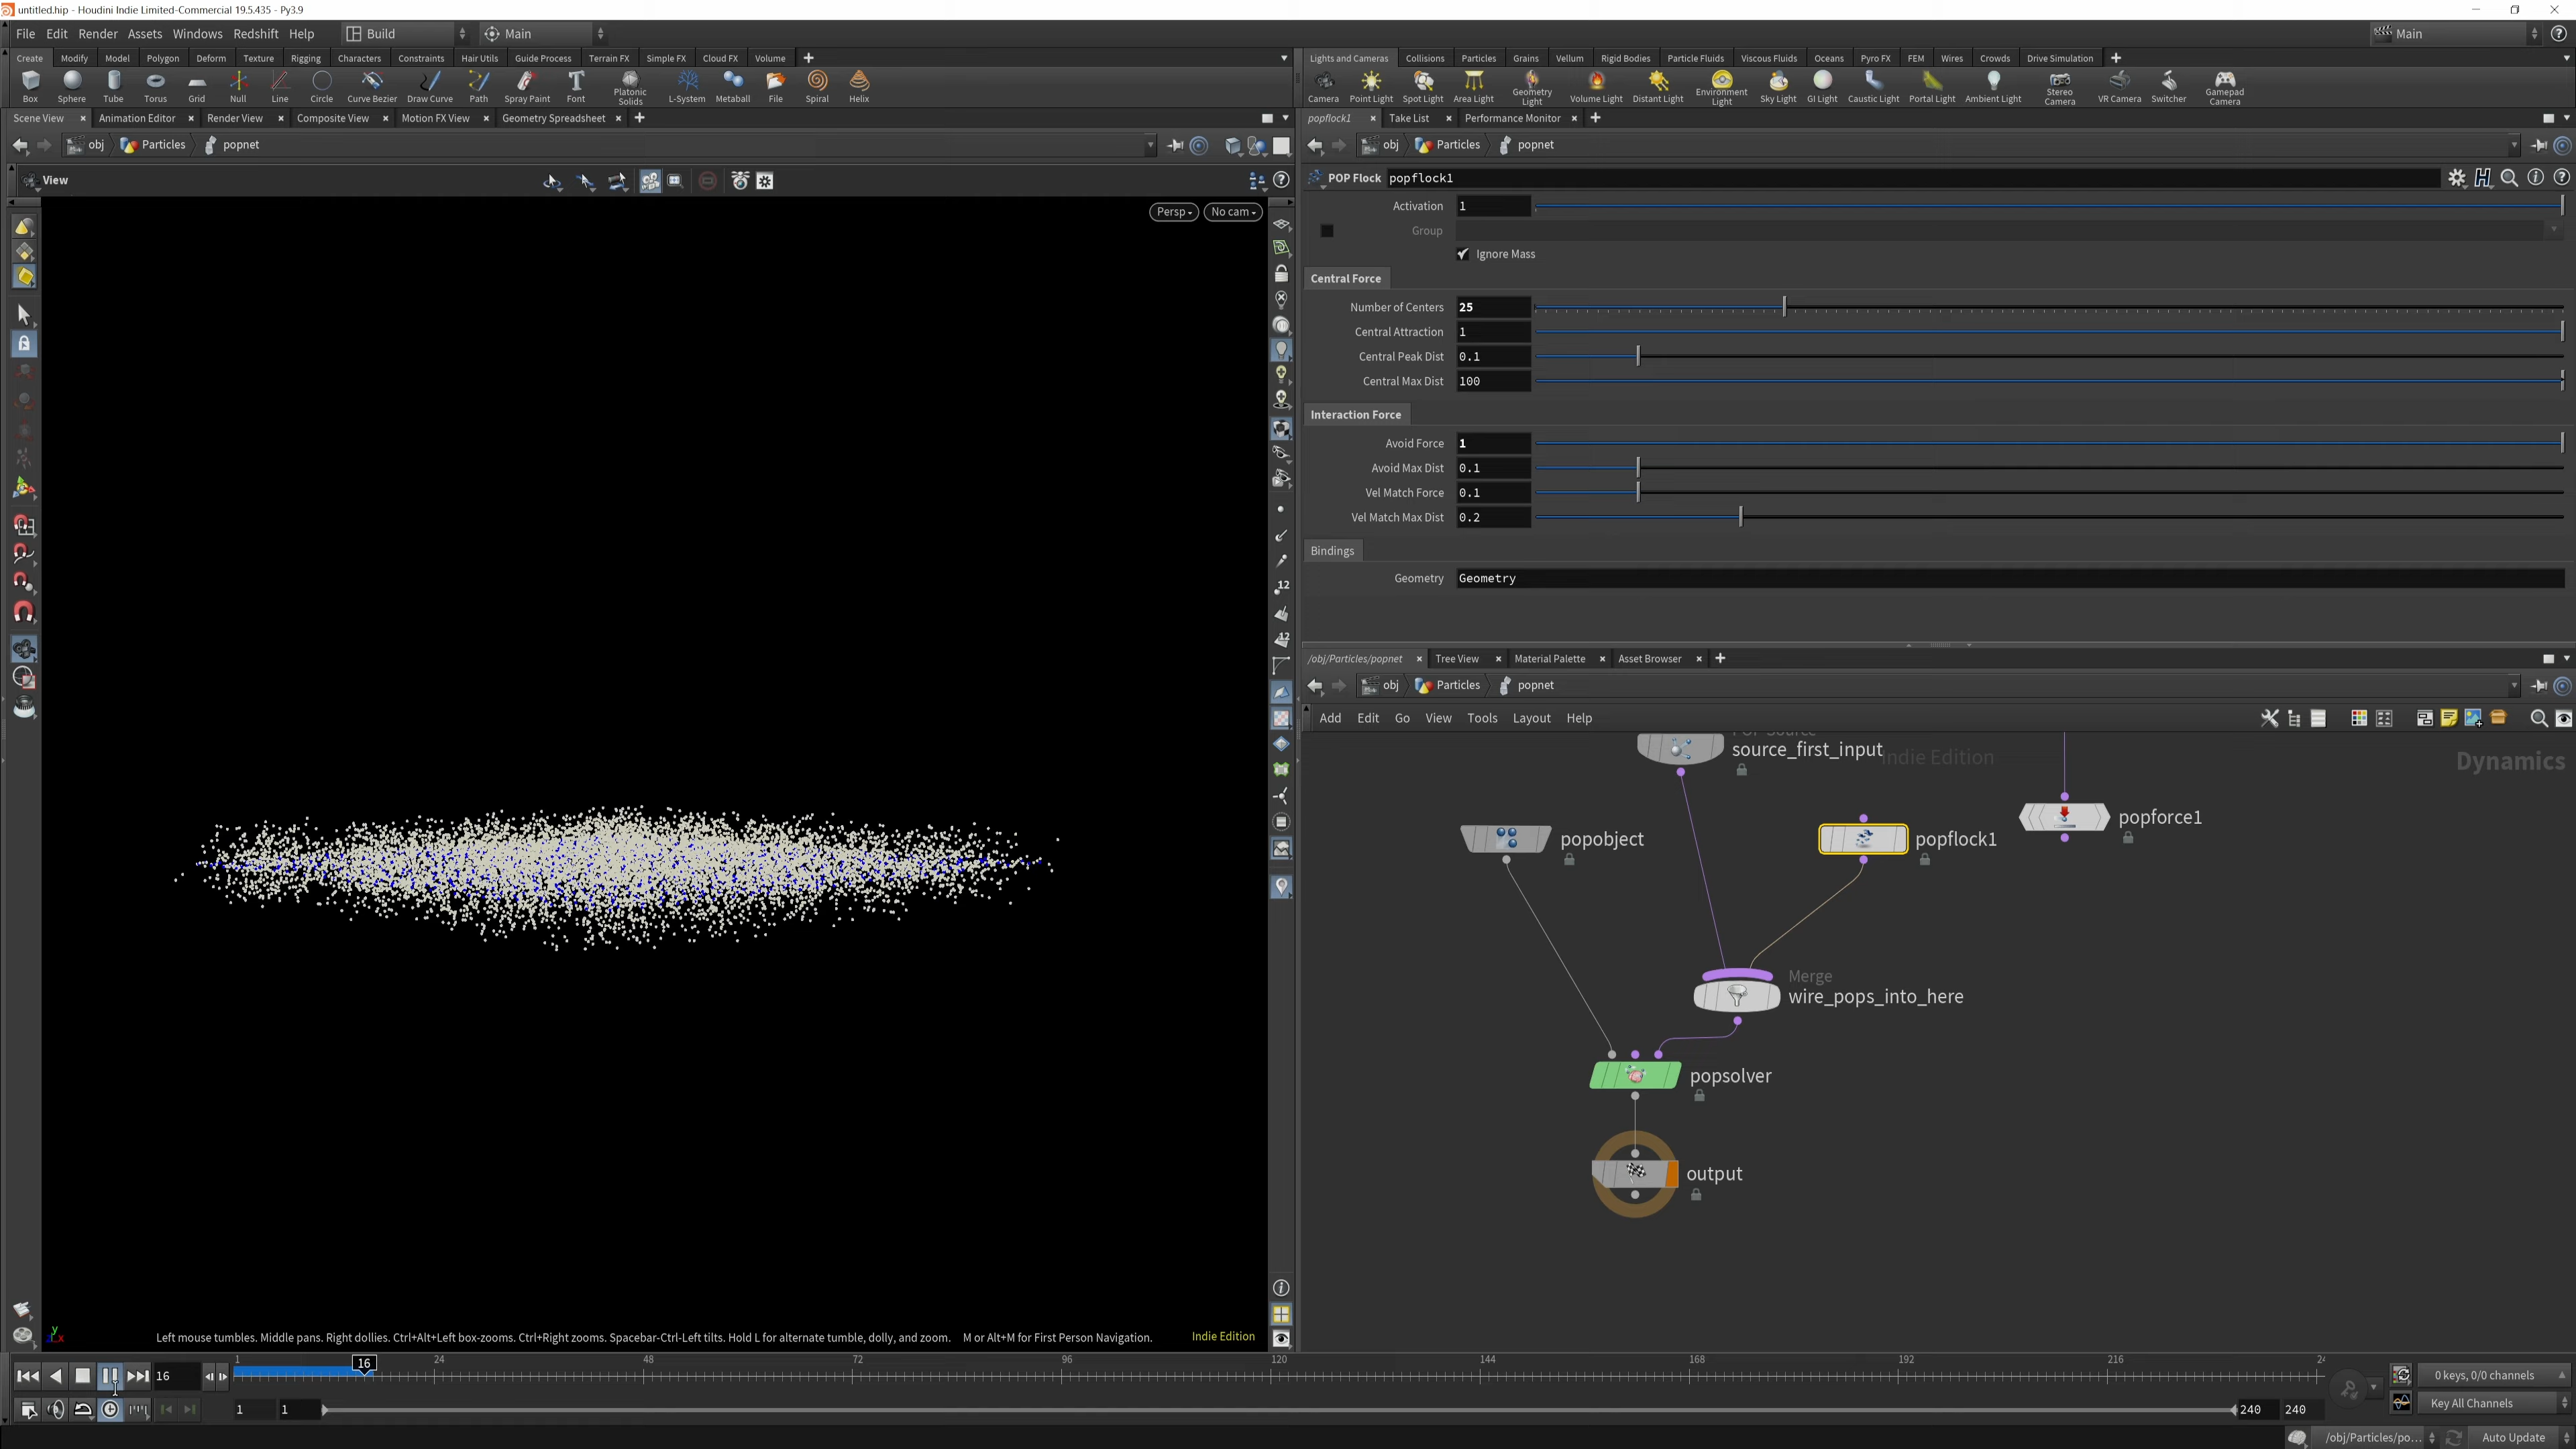 untitled.hip - Houdini Indie Limited-Commercial 19.5.435 - Py3.9
File Edit Render Assets Windows Redshift Help Build Main Main
Create Modify Model Polygon Deform Texture Rigging Characters Constraints Hair Utils Guide Process Terrain FX Simple FX Cloud FX Volume
Lights and Cameras Collisions Particles Grains Vellum Rigid Bodies Particle Fluids Viscous Fluids Oceans Pyro FX FEM Wires Crowds Drive Simulation
Box Sphere Tube Torus Grid Null Line Circle Curve Bezier Draw Curve Path Spray Paint Font Platonic Solids L-System Metaball File Spiral Helix
Camera Point Light Spot Light Area Light Geometry Light Volume Light Distant Light Environment Light Sky Light GI Light Caustic Light Portal Light Ambient Light Stereo Camera VR Camera Switcher Gamepad Camera
Scene View Animation Editor Render View Composite View Motion FX View Geometry Spreadsheet
popflock1 Take List Performance Monitor
obj Particles popnet
obj Particles popnet
View
POP Flock popflock1
Persp No cam
Activation 1
Group
Ignore Mass
Central Force
Number of Centers 25
Central Attraction 1
Central Peak Dist 0.1
Central Max Dist 100
Interaction Force
Avoid Force 1
Avoid Max Dist 0.1
Vel Match Force 0.1
Vel Match Max Dist 0.2
Bindings
Geometry Geometry
12
12
/obj/Particles/popnet Tree View Material Palette Asset Browser
obj Particles popnet
Add Edit Go View Tools Layout Help
POP Source
source_first_input
Indie Edition
Dynamics
popforce1
popobject
popflock1
Merge
wire_pops_into_here
popsolver
output
y
x
Left mouse tumbles. Middle pans. Right dollies. Ctrl+Alt+Left box-zooms. Ctrl+Right zooms. Spacebar-Ctrl-Left tilts. Hold L for alternate tumble, dolly, and zoom. M or Alt+M for First Person Navigation.
Indie Edition
16 1 16 24 48 72 96 120 144 168 192 216 24
0 keys, 0/0 channels
1 1 240 240
Key All Channels
/obj/Particles/po... Auto Update